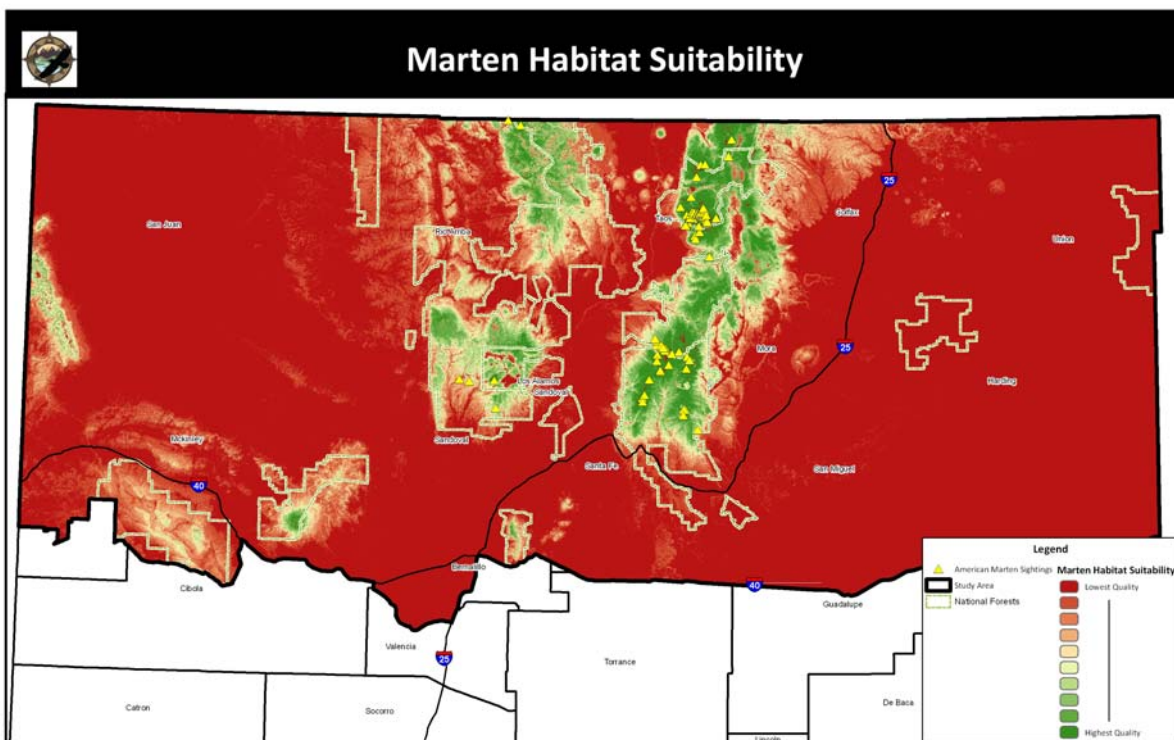 Marten Habitat Suitability
San Juan
Rio Arriba
Taos
Colfax
Union
25
25
Mora
Harding
Los Alamos
Sandoval
Sandoval
McKinley
Santa Fe
San Miguel
40
Bernalillo
Cibola
40
Guadalupe
Valencia
25
Torrance
Catron
Socorro
De Baca
Lincoln
Legend
American Marten Sightings
Study Area
National Forests
Marten Habitat Suitability
Lowest Quality
Highest Quality